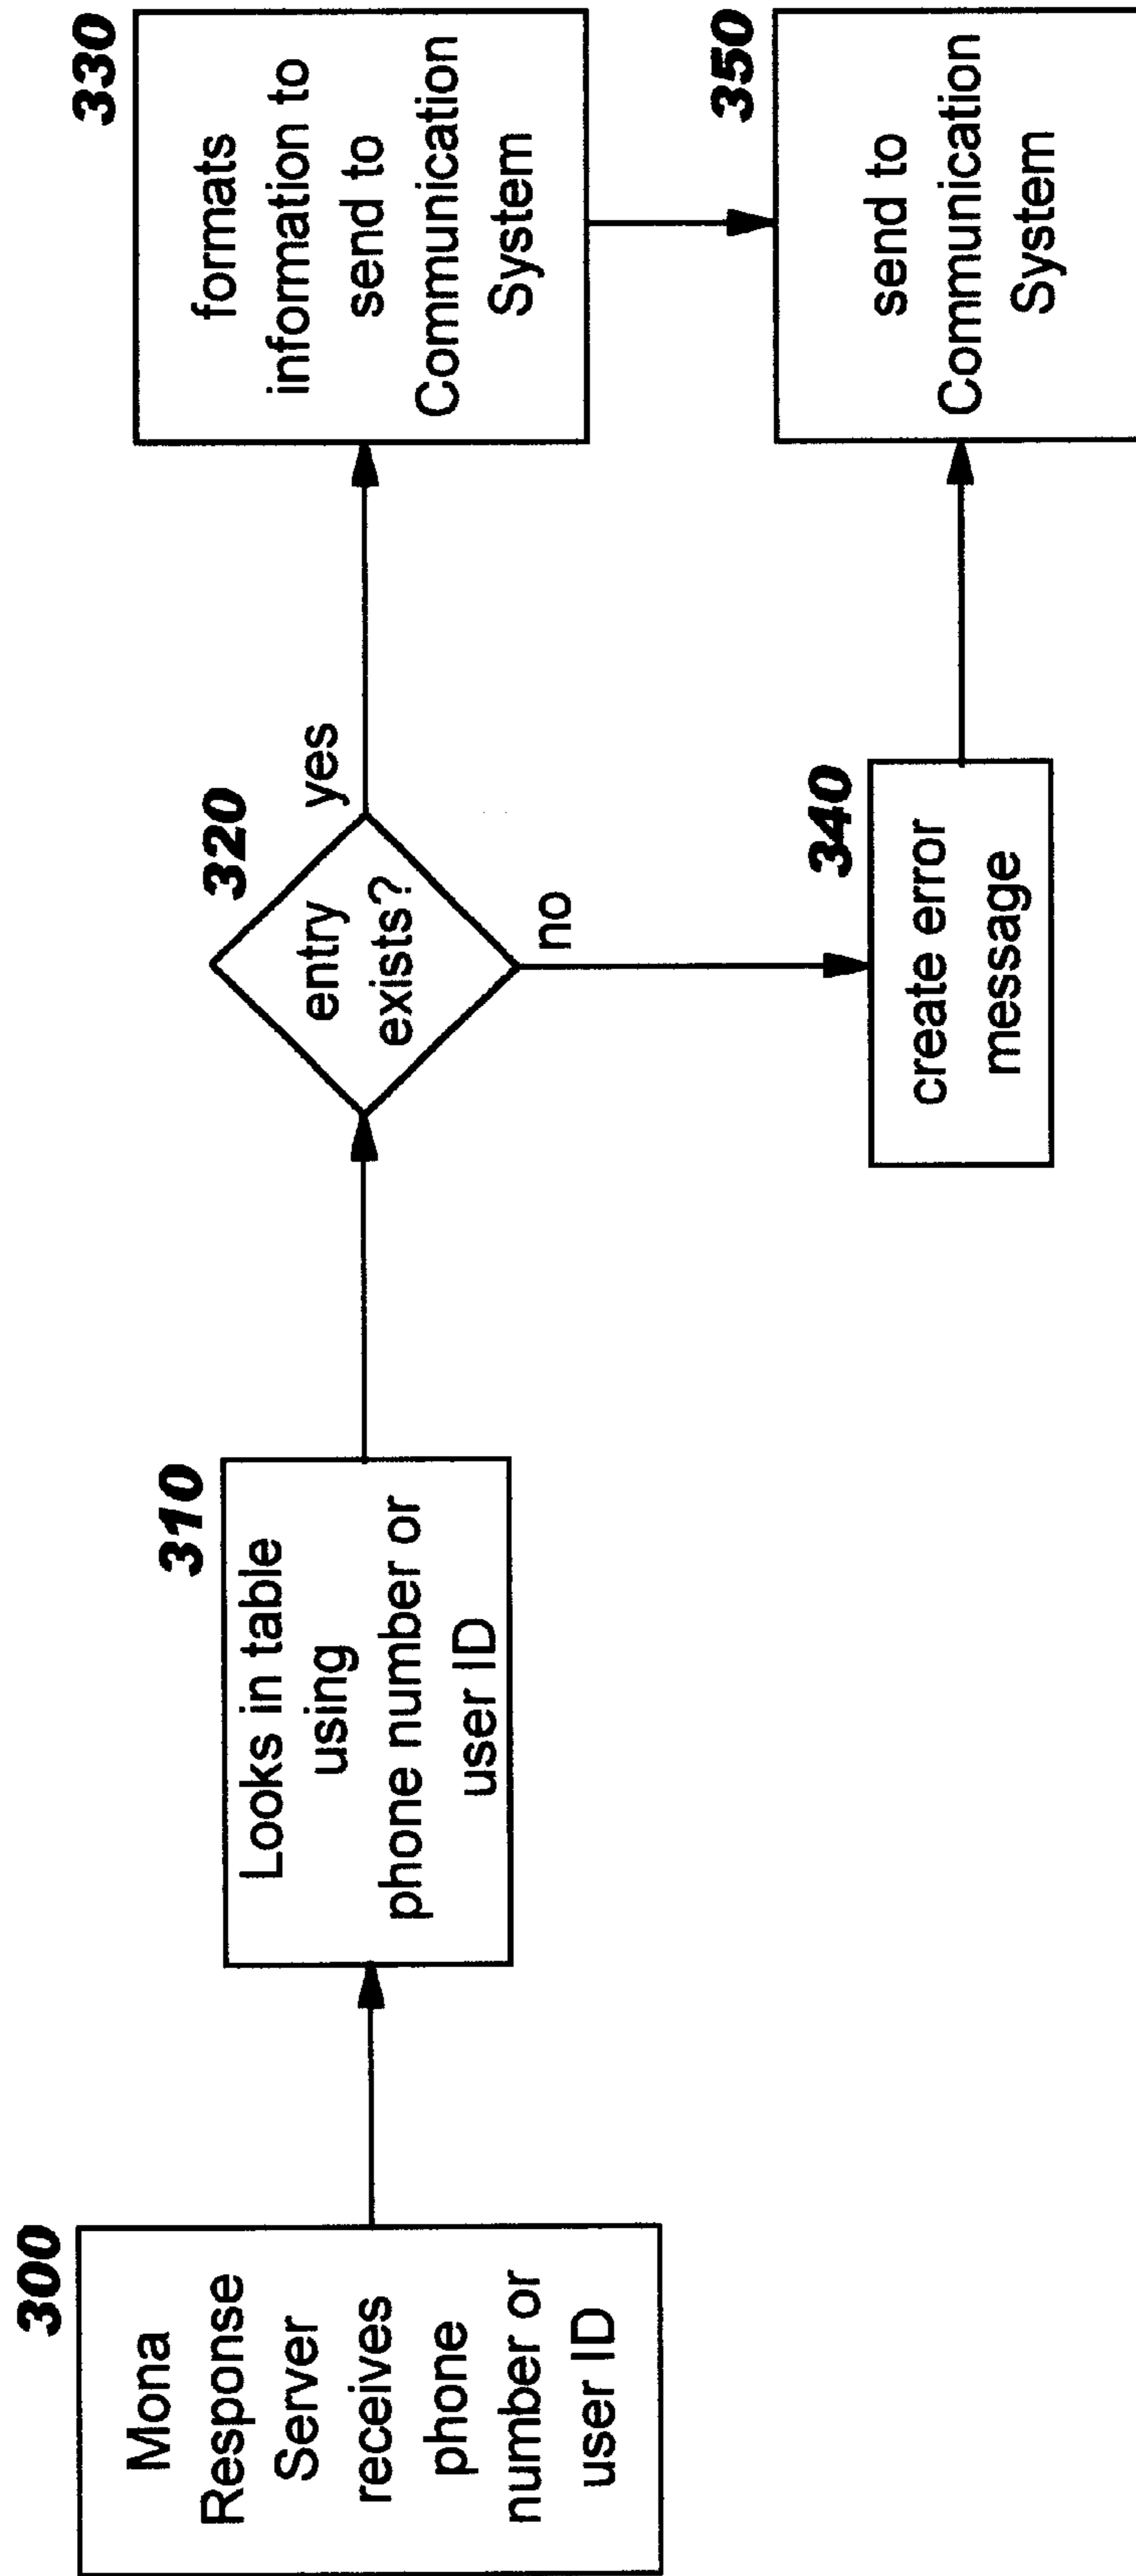 300
Mona
Response
Server
receives
phone
number or
user ID
310
Looks in table
using
phone number or
user ID
320
entry
exists?
yes
no
330
formats
information to
send to
Communication
System
340
create error
message
350
send to
Communication
System